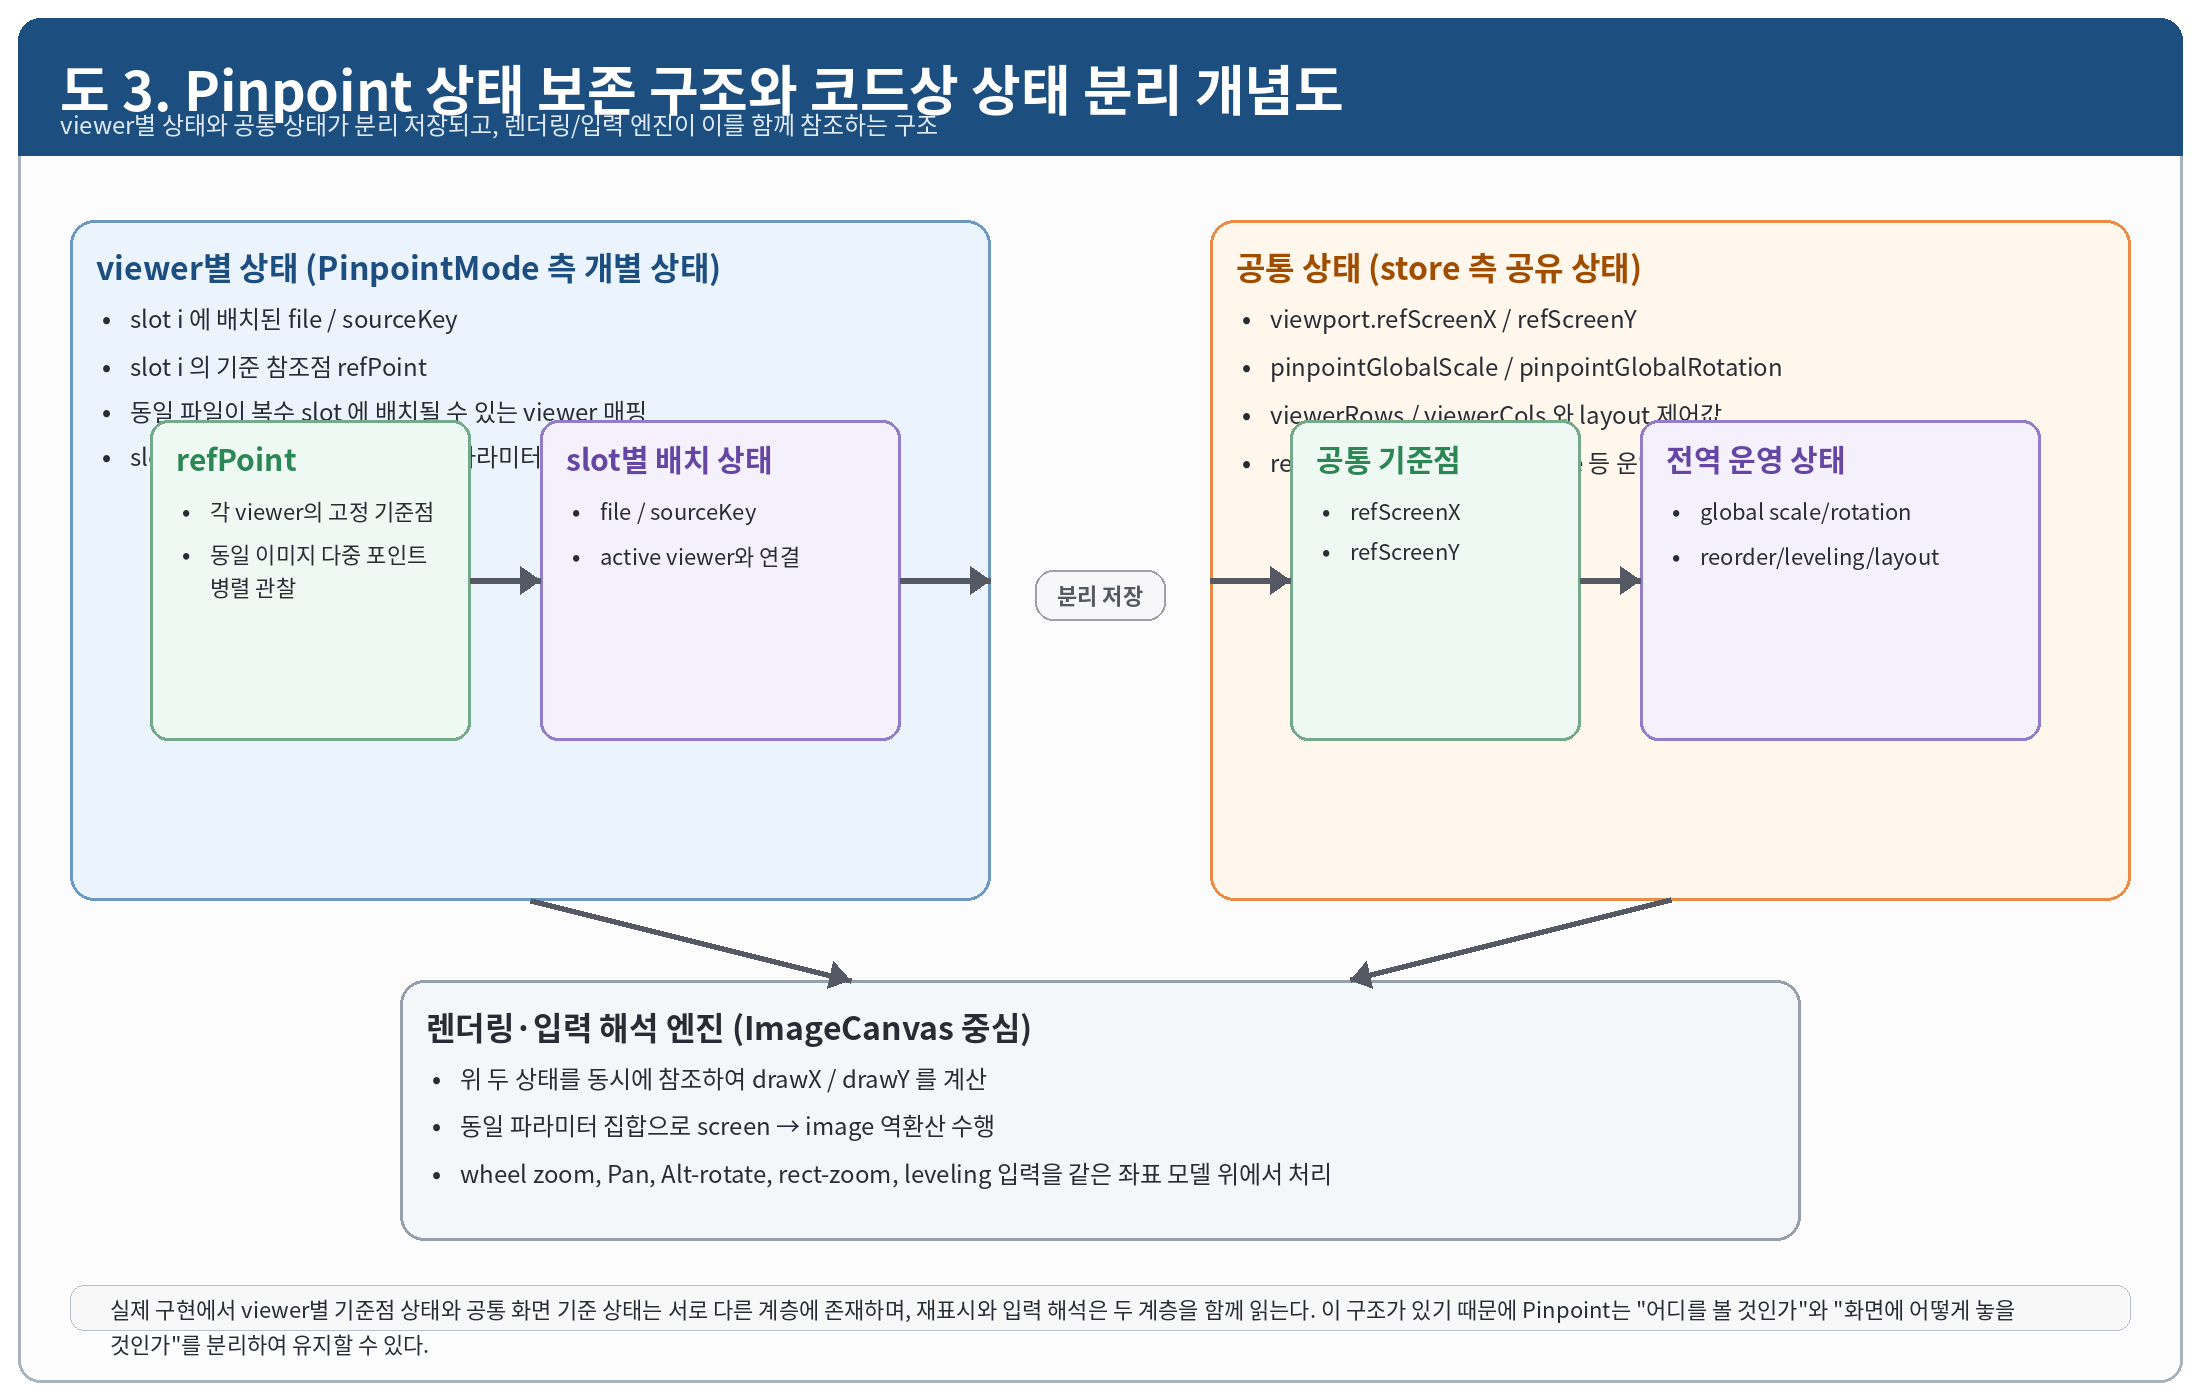 도 3. Pinpoint 상태 보존 구조와 코드상 상태 분리 개념도
viewer별 상태와 공통 상태가 분리 저장되고, 렌더링/입력 엔진이 이를 함께 참조하는 구조
viewer별 상태 (PinpointMode 측 개별 상태)
• slot i 에 배치된 file / sourceKey
• slot i 의 기준 참조점 refPoint
• 동일 파일이 복수 slot 에 배치될 수 있는 viewer 매핑
refPoint
• 각 viewer의 고정 기준점
• 동일 이미지 다중 포인트
병렬 관찰
slot별 배치 상태
• file / sourceKey
• active viewer와 연결
분리 저장
공통 상태 (store 측 공유 상태)
• viewport.refScreenX / refScreenY
• pinpointGlobalScale / pinpointGlobalRotation
• viewerRows / viewerCols 와 layout 제어값
등
공통 기준점
• refScreenX
• refScreenY
전역 운영 상태
• global scale/rotation
• reorder/leveling/layout
렌더링·입력 해석 엔진 (ImageCanvas 중심)
• 위 두 상태를 동시에 참조하여 drawX / drawY 를 계산
• 동일 파라미터 집합으로 screen → image 역환산 수행
• wheel zoom, Pan, Alt-rotate, rect-zoom, leveling 입력을 같은 좌표 모델 위에서 처리
실제 구현에서 viewer별 기준점 상태와 공통 화면 기준 상태는 서로 다른 계층에 존재하며, 재표시와 입력 해석은 두 계층을 함께 읽는다. 이 구조가 있기 때문에 Pinpoint는 "어디를 볼 것인가"와 "화면에 어떻게 놓을
것인가"를 분리하여 유지할 수 있다.